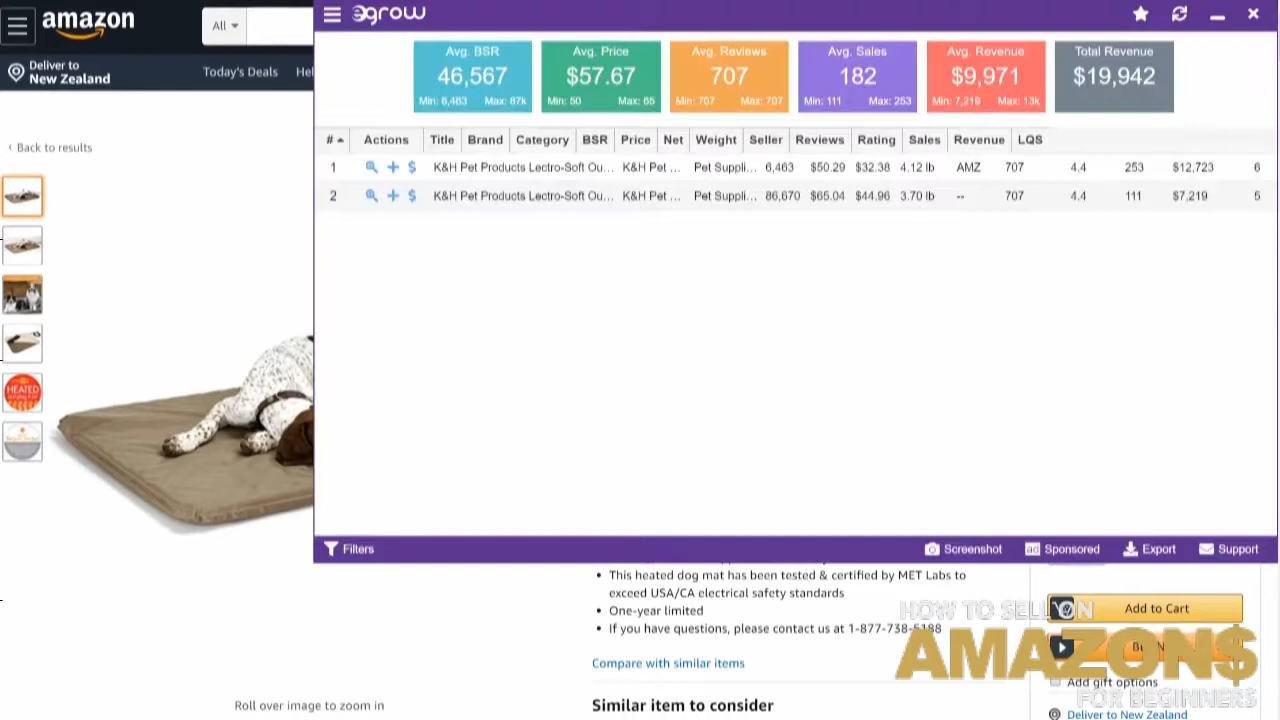 amazon
All
Deliver to
New Zealand
Today's Deals Hel
‹ Back to results
HEATED
Roll over image to zoom in
egrow
Avg. BSR
46,567
Min: 6,463 Max: 87k
Avg. Price
$57.67
Min: 50 Max: 65
Avg. Reviews
707
Min: 707 Max: 707
Avg. Sales
182
Min: 111 Max: 253
Avg. Revenue
$9,971
Min: 7,219 Max: 13k
Total Revenue
$19,942
# Actions Title Brand Category BSR Price Net Weight Seller Reviews Rating Sales Revenue LQS
1 $ K&H Pet Products Lectro-Soft Ou... K&H Pet ... Pet Suppli... 6,463 $50.29 $32.38 4.12 lb AMZ 707 4.4 253 $12,723 6
2 $ K&H Pet Products Lectro-Soft Ou... K&H Pet ... Pet Suppli... 86,670 $65.04 $44.96 3.70 lb -- 707 4.4 111 $7,219 5
Filters Screenshot ad Sponsored Export Support
• This heated dog mat has been tested & certified by MET Labs to
exceed USA/CA electrical safety standards
• One-year limited
• If you have questions, please contact us at 1-877-738-5188
Compare with similar items
Similar item to consider
Add to Cart
Add gift options
Deliver to New Zealand
HOW TO SELL ON
AMAZON$
FOR BEGINNERS